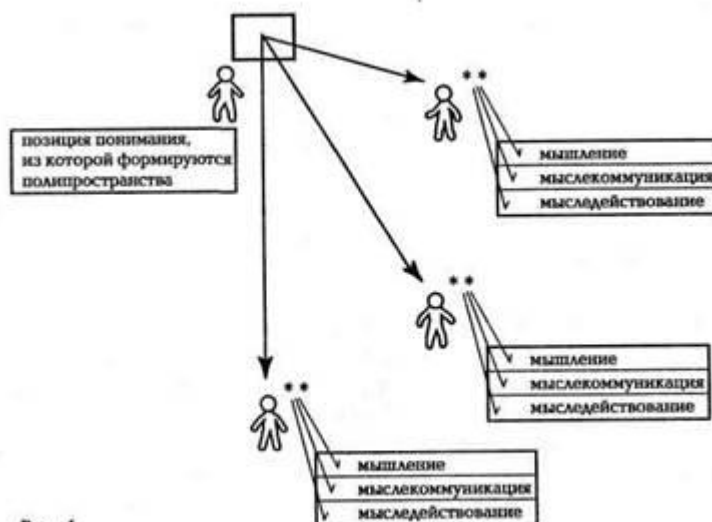 * *
позиция понимания,
из которой формируются
полипространства
мышление
мыслекоммуникация
мыследействование
* *
мышление
мыслекоммуникация
мыследействование
* *
мышление
мыслекоммуникация
мыследействование